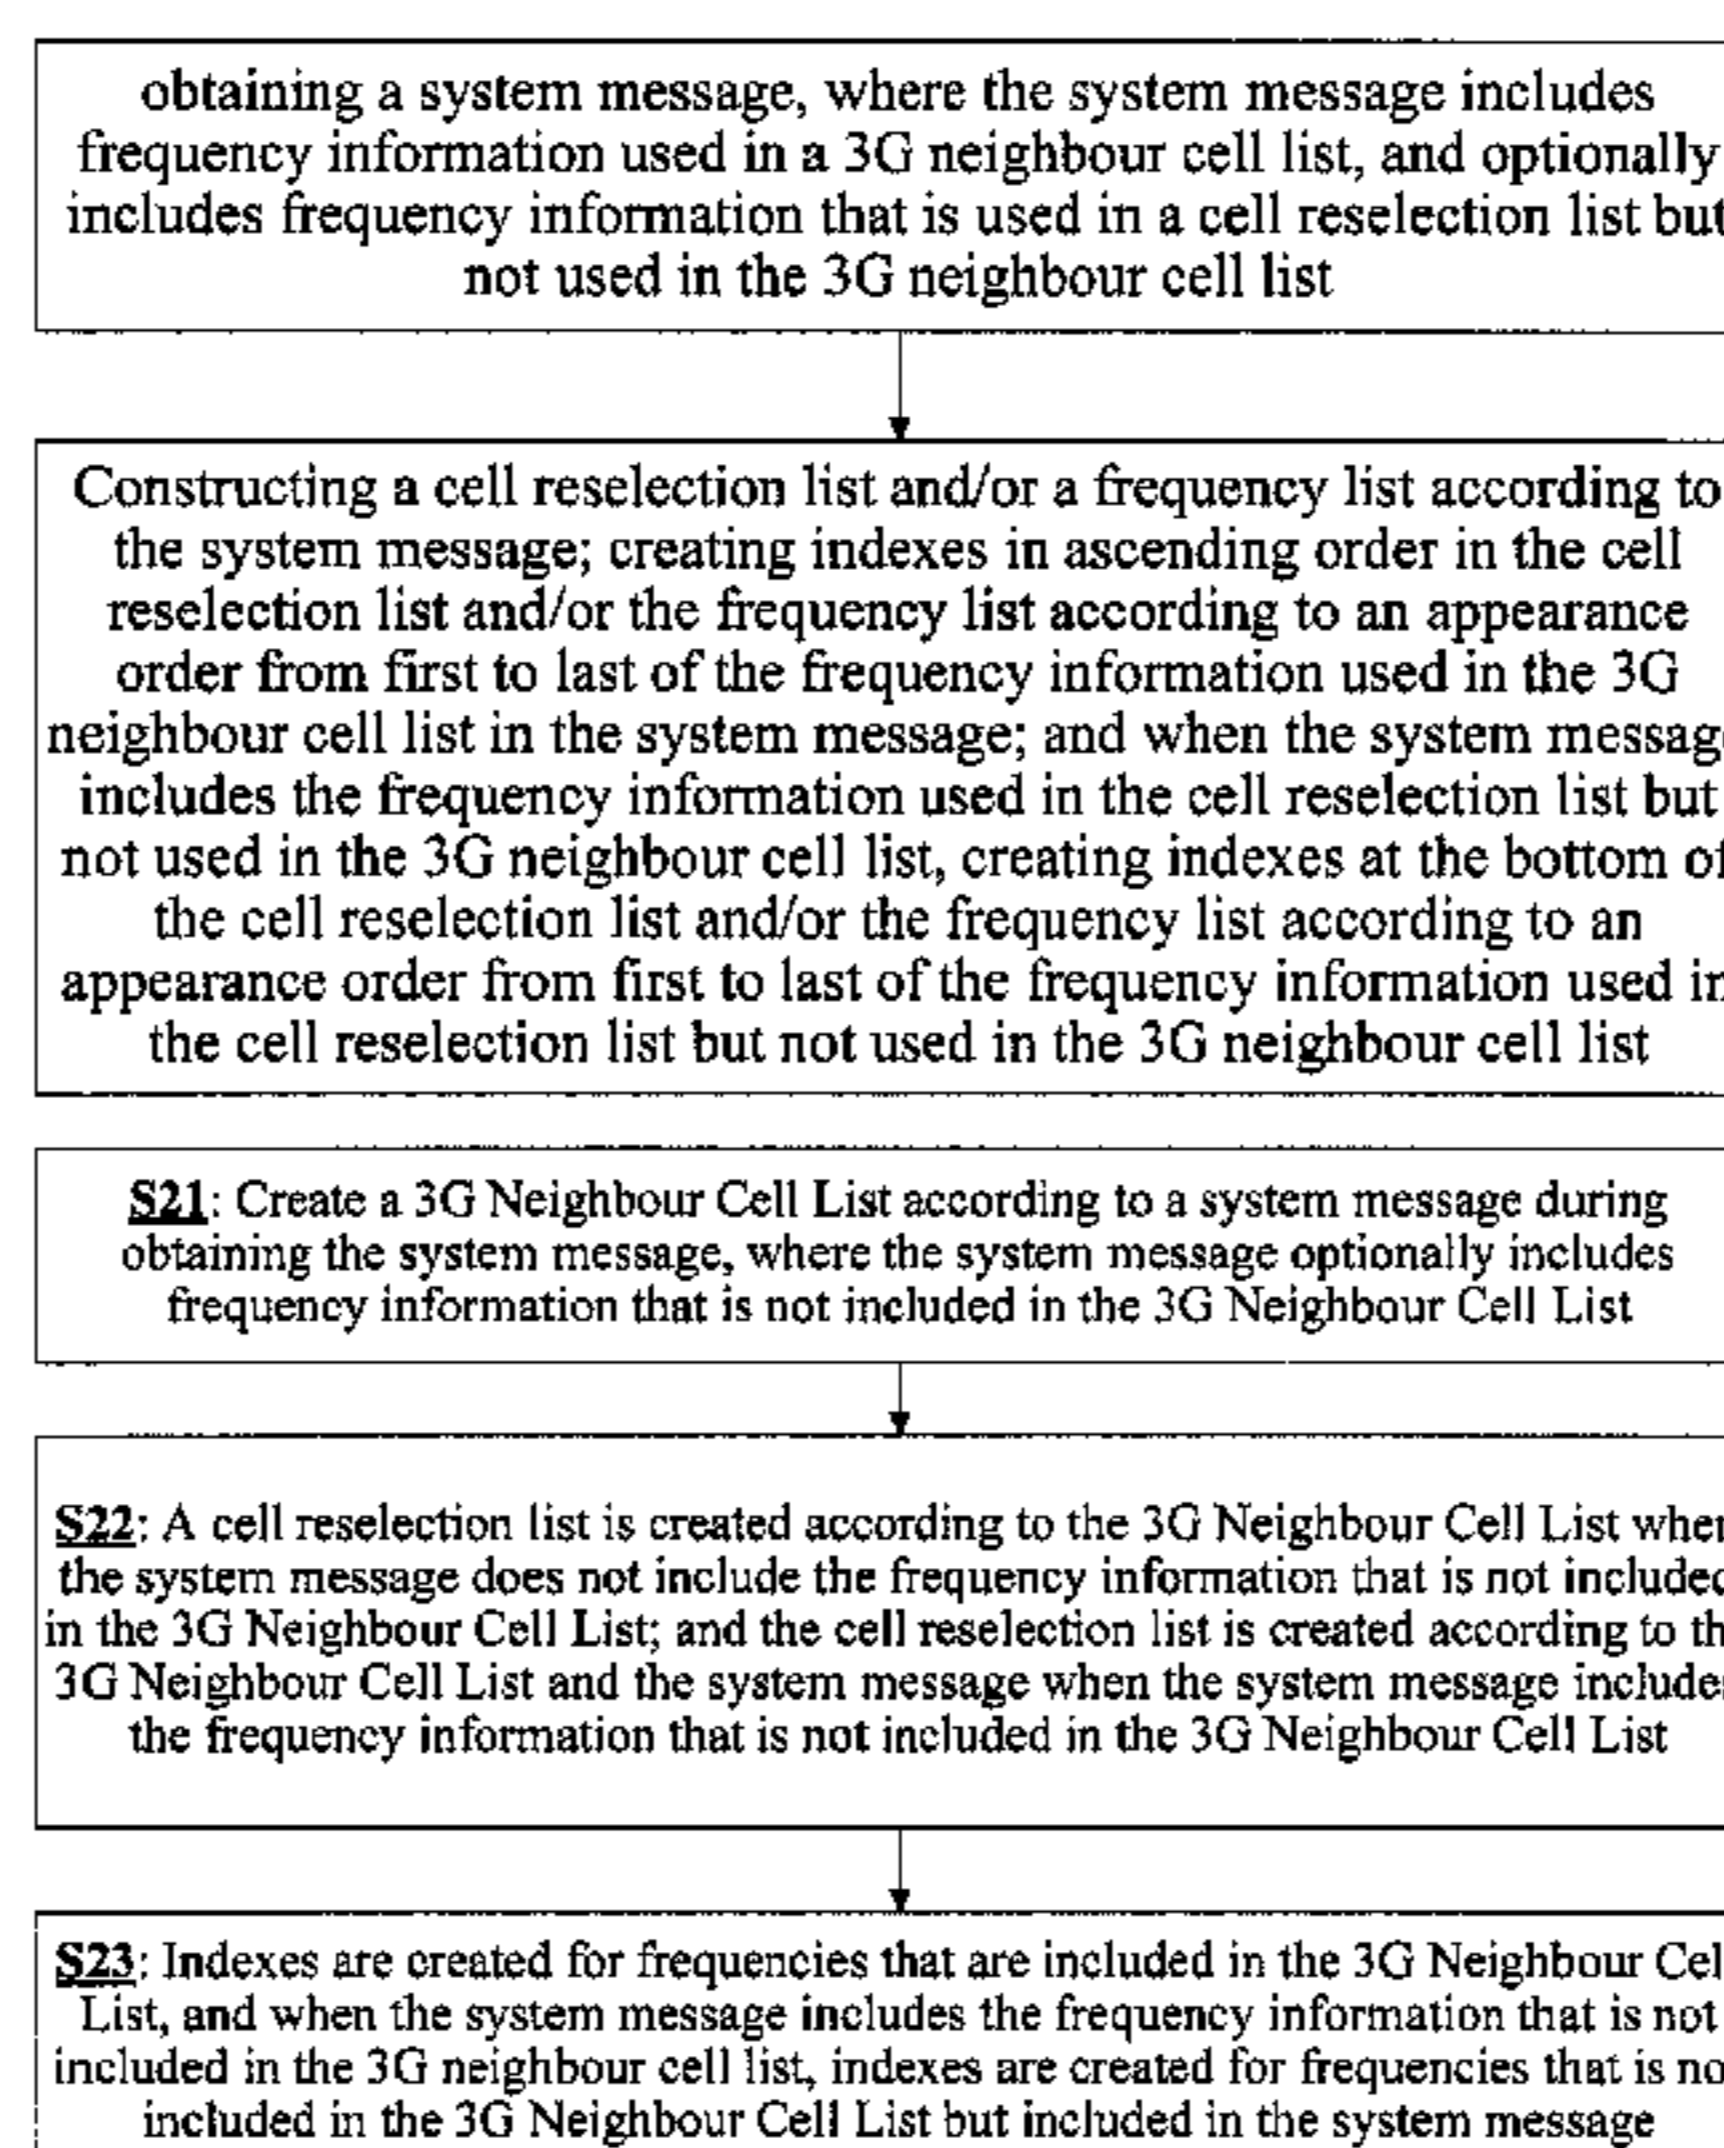 obtaining a system message, where the system message includes
frequency information used in a 3G neighbour cell list, and optionally
includes frequency information that is used in a cell reselection list but
not used in the 3G neighbour cell list
Constructing a cell reselection list and/or a frequency list according to
the system message; creating indexes in ascending order in the cell
reselection list and/or the frequency list according to an appearance
order from first to last of the frequency information used in the 3G
neighbour cell list in the system message; and when the system message
includes the frequency information used in the cell reselection list but
not used in the 3G neighbour cell list, creating indexes at the bottom of
the cell reselection list and/or the frequency list according to an
appearance order from first to last of the frequency information used in
the cell reselection list but not used in the 3G neighbour cell list
S21: Create a 3G Neighbour Cell List according to a system message during
obtaining the system message, where the system message optionally includes
frequency information that is not included in the 3G Neighbour Cell List
S22: A cell reselection list is created according to the 3G Neighbour Cell List when
the system message does not include the frequency information that is not included
in the 3G Neighbour Cell List; and the cell reselection list is created according to th
3G Neighbour Cell List and the system message when the system message includes
the frequency information that is not included in the 3G Neighbour Cell List
S23: Indexes are created for frequencies that are included in the 3G Neighbour Cel
List, and when the system message includes the frequency information that is not
included in the 3G neighbour cell list, indexes are created for frequencies that is no
included in the 3G Neighbour Cell List but included in the system message